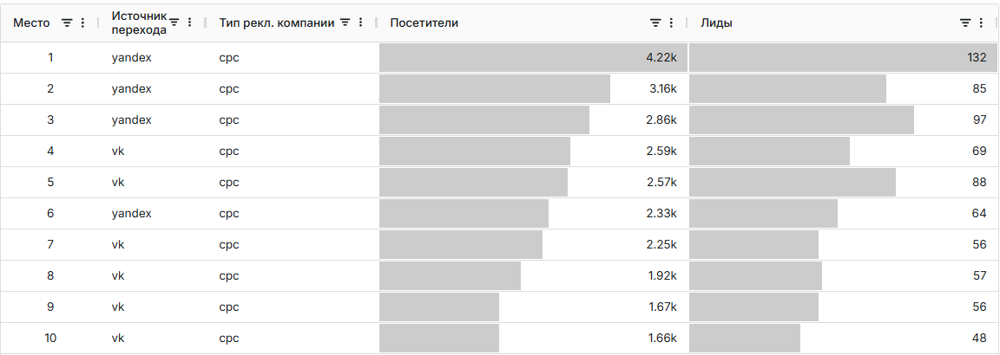 Место Источник перехода Тип рекл. компании Посетители Лиды
1 yandex cpc 4.22k 132
2 yandex cpc 3.16k 85
3 yandex cpc 2.86k 97
4 vk cpc 2.59k 69
5 vk cpc 2.57k 88
6 yandex cpc 2.33k 64
7 vk cpc 2.25k 56
8 vk cpc 1.92k 57
9 vk cpc 1.67k 56
10 vk cpc 1.66k 48